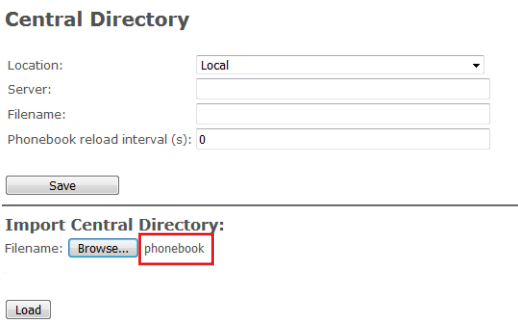 Central Directory
Location: Local
Server:
Filename:
Phonebook reload interval (s): 0
Save
Import Central Directory:
Filename: Browse... phonebook
Load